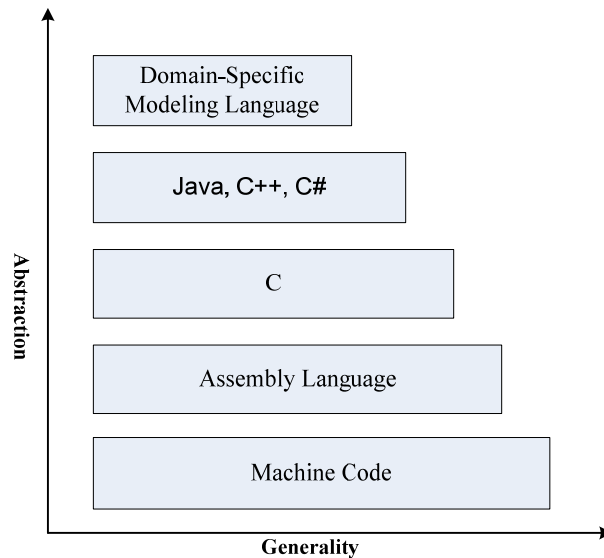 Domain-Specific
Modeling Language
Java, C++, C#
C
Assembly Language
Machine Code
Abstraction
Generality